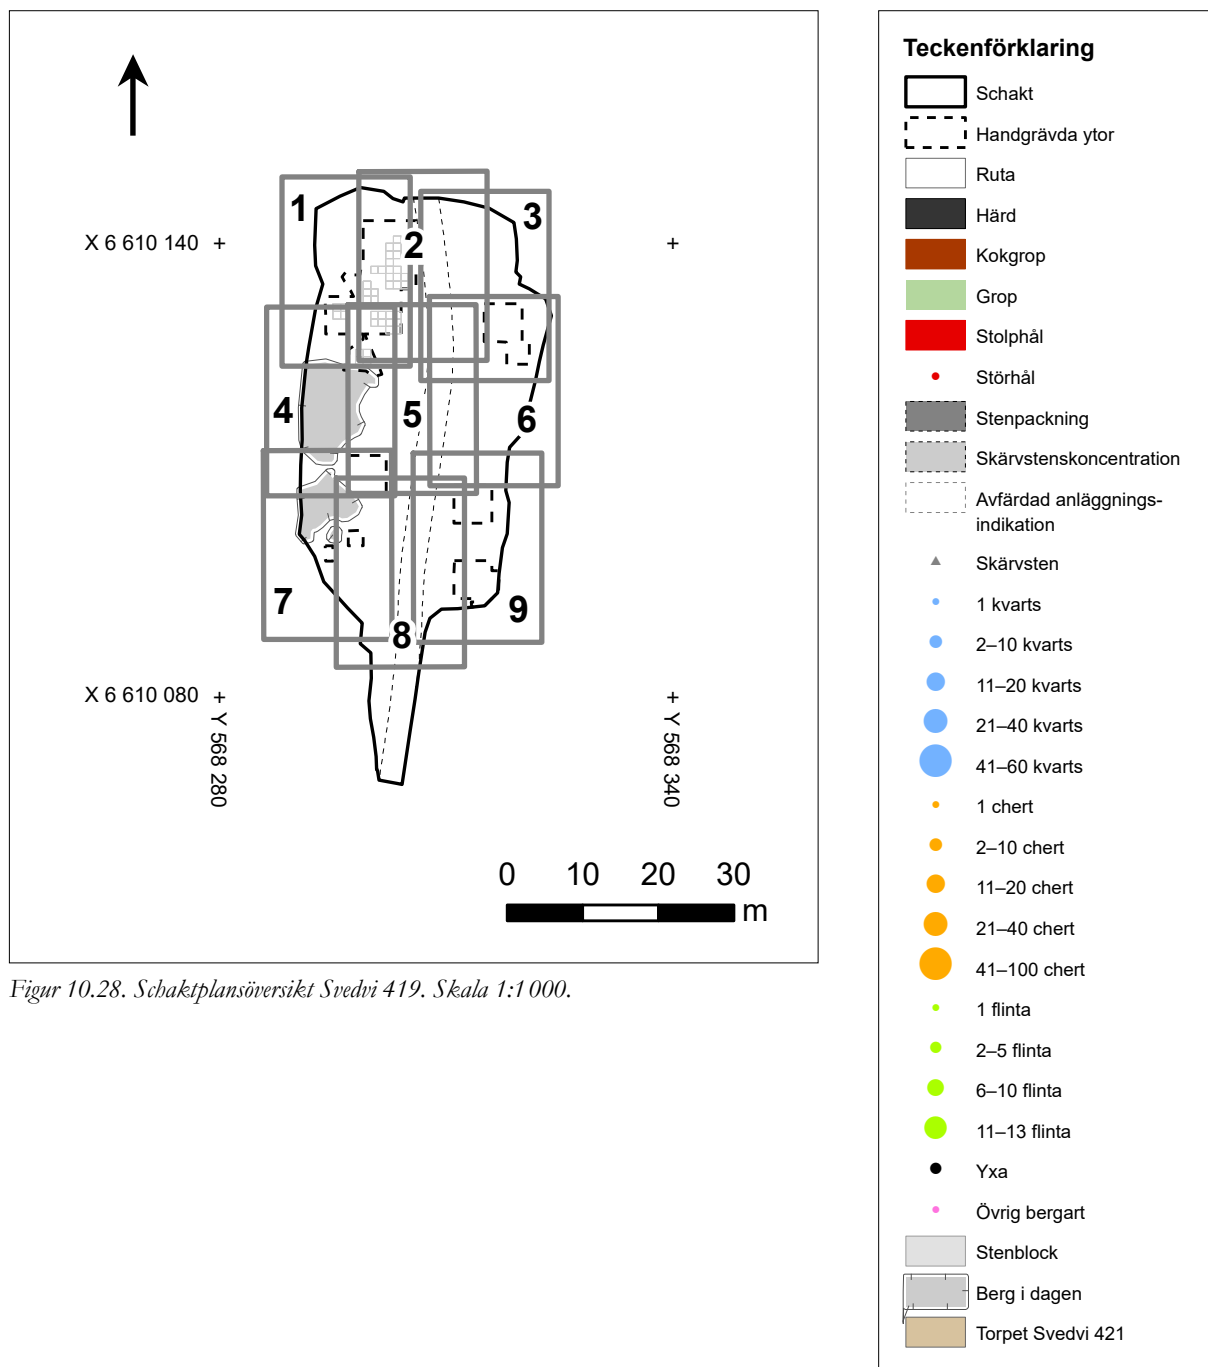 1
2
3
X 6 610 140
4
5
6
7
8
9
X 6 610 080
Y 568 280
Y 568 340
0 10 20 30
m
Figur 10.28. Schaktplansöversikt Svedvi 419. Skala 1:1 000.
Teckenförklaring
Schakt
Handgrävda ytor
Ruta
Härd
Kokgrop
Grop
Stolphål
Störhål
Stenpackning
Skärvstenskoncentration
Avfärdad anläggnings-
indikation
Skärvsten
1 kvarts
2–10 kvarts
11–20 kvarts
21–40 kvarts
41–60 kvarts
1 chert
2–10 chert
11–20 chert
21–40 chert
41–100 chert
1 flinta
2–5 flinta
6–10 flinta
11–13 flinta
Yxa
Övrig bergart
Stenblock
Berg i dagen
Torpet Svedvi 421